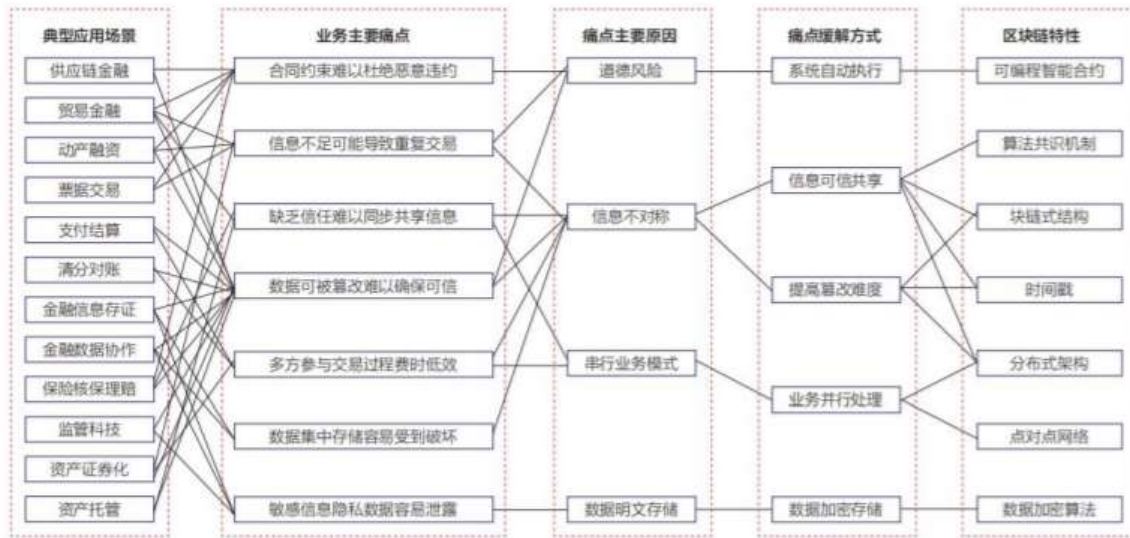 典型应用场景
供应链金融
贸易金融
动产融资
票据交易
支付结算
清分对账
金融信息存证
金融数据协作
保险核保理赔
监管科技
资产证券化
资产托管
业务主要痛点
合同约束难以杜绝恶意违约
信息不足可能导致重复交易
缺乏信任难以同步共享信息
数据可被篡改难以确保可信
多方参与交易过程费时低效
数据集中存储容易受到破坏
敏感信息隐私数据容易泄露
痛点主要原因
道德风险
信息不对称
串行业务模式
数据明文存储
痛点缓解方式
系统自动执行
信息可信共享
提高篡改难度
业务并行处理
数据加密存储
区块链特性
可编程智能合约
算法共识机制
块链式结构
时间戳
分布式架构
点对点网络
数据加密算法